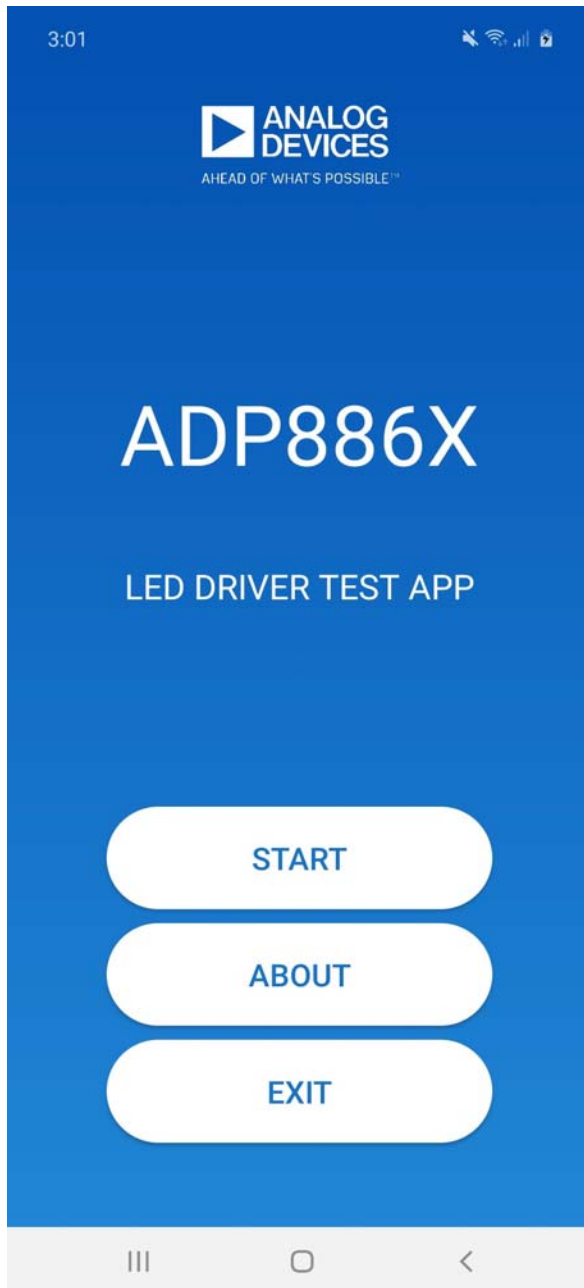 3:01
ANALOG
DEVICES
AHEAD OF WHAT'S POSSIBLE™
ADP886X
LED DRIVER TEST APP
START
ABOUT
EXIT